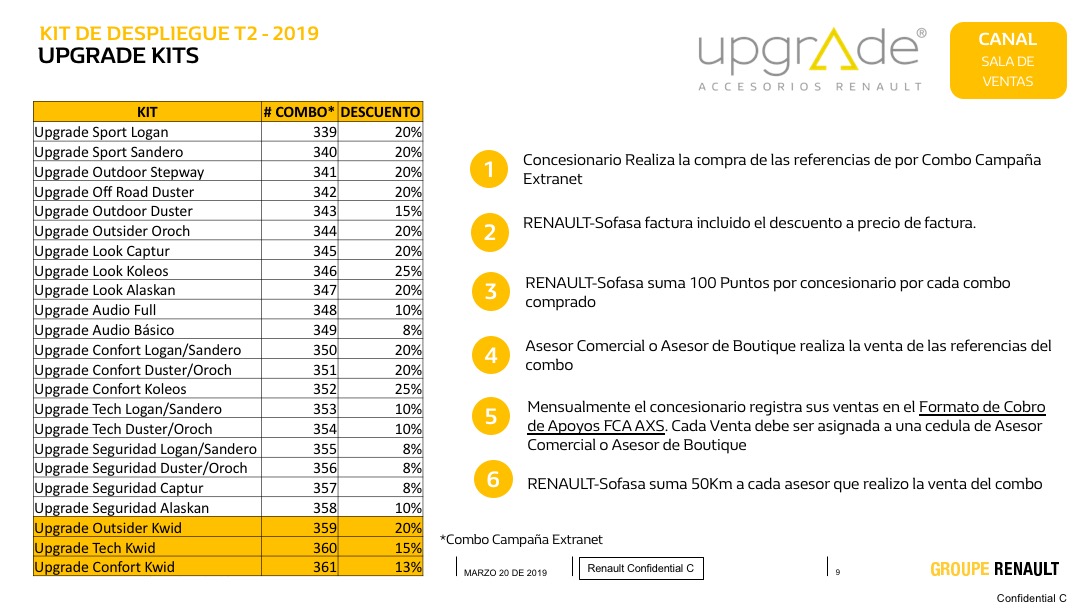 KIT DE DESPLIEGUE T2 - 2019
UPGRADE KITS
upgrade®
ACCESORIOS RENAULT
CANAL
SALA DE
VENTAS
KIT # COMBO* DESCUENTO
Upgrade Sport Logan 339 20%
Upgrade Sport Sandero 340 20%
Upgrade Outdoor Stepway 341 20%
Upgrade Off Road Duster 342 20%
Upgrade Outdoor Duster 343 15%
Upgrade Outsider Oroch 344 20%
Upgrade Look Captur 345 20%
Upgrade Look Koleos 346 25%
Upgrade Look Alaskan 347 20%
Upgrade Audio Full 348 10%
Upgrade Audio Básico 349 8%
Upgrade Confort Logan/Sandero 350 20%
Upgrade Confort Duster/Oroch 351 20%
Upgrade Confort Koleos 352 25%
Upgrade Tech Logan/Sandero 353 10%
Upgrade Tech Duster/Oroch 354 10%
Upgrade Seguridad Logan/Sandero 355 8%
Upgrade Seguridad Duster/Oroch 356 8%
Upgrade Seguridad Captur 357 8%
Upgrade Seguridad Alaskan 358 10%
Upgrade Outsider Kwid 359 20%
Upgrade Tech Kwid 360 15%
Upgrade Confort Kwid 361 13%
1 Concesionario Realiza la compra de las referencias de por Combo Campaña
Extranet
2 RENAULT-Sofasa factura incluido el descuento a precio de factura.
3 RENAULT-Sofasa suma 100 Puntos por concesionario por cada combo
comprado
4 Asesor Comercial o Asesor de Boutique realiza la venta de las referencias del
combo
5 Mensualmente el concesionario registra sus ventas en el Formato de Cobro
de Apoyos FCA AXS. Cada Venta debe ser asignada a una cedula de Asesor
Comercial o Asesor de Boutique
6 RENAULT-Sofasa suma 50Km a cada asesor que realizo la venta del combo
*Combo Campaña Extranet
MARZO 20 DE 2019
Renault Confidential C
9
GROUPE RENAULT
Confidential C